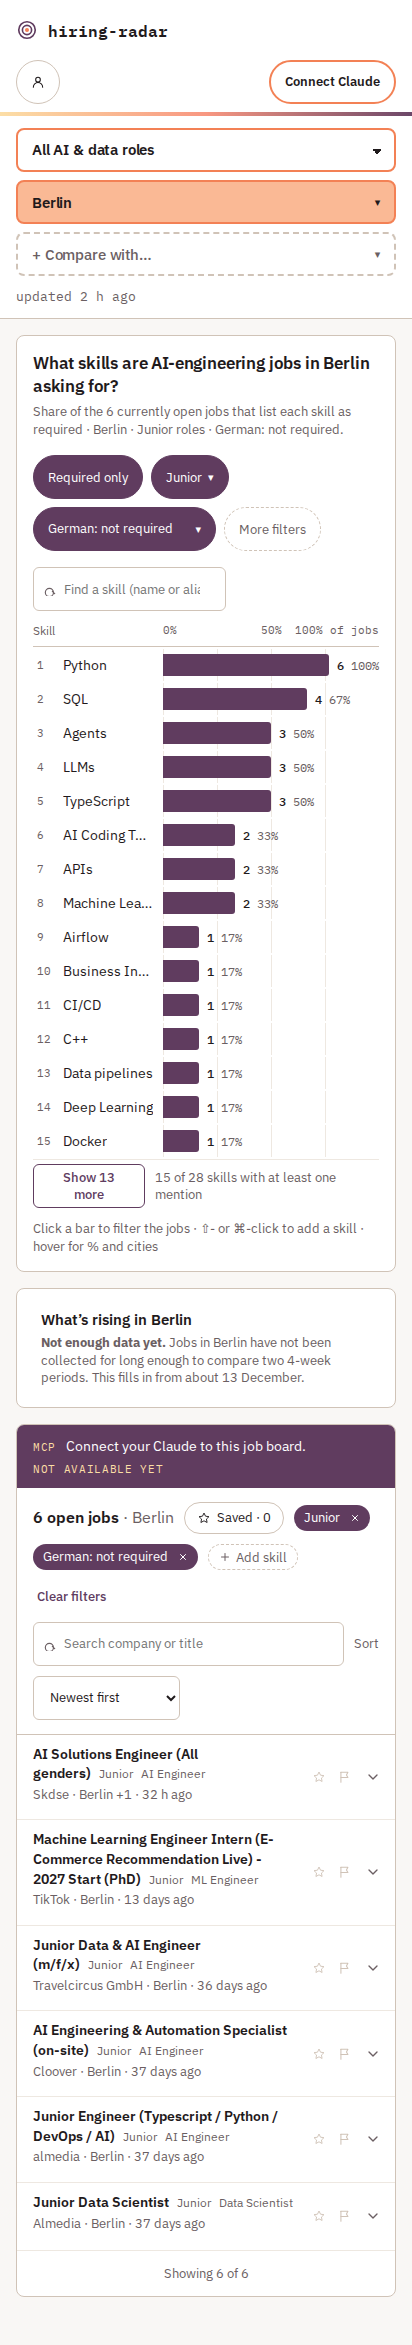 hiring-radar
Connect Claude
All AI & data roles
Berlin
+ Compare with...
updated 2 h ago
What skills are AI-engineering jobs in Berlin
asking for?
Share of the 6 currently open jobs that list each skill as
required · Berlin · Junior roles · German: not required.
Required only
Junior
German: not required
More filters
Find a skill (name or alia
Skill 0% 50% 100% of jobs
1 Python 6 100%
2 SQL 4 67%
3 Agents 3 50%
4 LLMs 3 50%
5 TypeScript 3 50%
6 AI Coding T... 2 33%
7 APIs 2 33%
8 Machine Lea... 2 33%
9 Airflow 1 17%
10 Business In... 1 17%
11 CI/CD 1 17%
12 C++ 1 17%
13 Data pipelines 1 17%
14 Deep Learning 1 17%
15 Docker 1 17%
Show 13
more
15 of 28 skills with at least one
mention
Click a bar to filter the jobs · ⇧- or ⌘-click to add a skill ·
hover for % and cities
What's rising in Berlin
Not enough data yet. Jobs in Berlin have not been
collected for long enough to compare two 4-week
periods. This fills in from about 13 December.
MCP Connect your Claude to this job board.
NOT AVAILABLE YET
6 open jobs · Berlin
Saved · 0
Junior ×
German: not required ×
+ Add skill
Clear filters
Search company or title
Sort
Newest first
AI Solutions Engineer (All
genders) Junior AI Engineer
Skdse · Berlin +1 · 32 h ago
Machine Learning Engineer Intern (E-
Commerce Recommendation Live) -
2027 Start (PhD) Junior ML Engineer
TikTok · Berlin · 13 days ago
Junior Data & AI Engineer
(m/f/x) Junior AI Engineer
Travelcircus GmbH · Berlin · 36 days ago
AI Engineering & Automation Specialist
(on-site) Junior AI Engineer
Cloover · Berlin · 37 days ago
Junior Engineer (Typescript / Python /
DevOps / AI) Junior AI Engineer
almedia · Berlin · 37 days ago
Junior Data Scientist Junior Data Scientist
Almedia · Berlin · 37 days ago
Showing 6 of 6